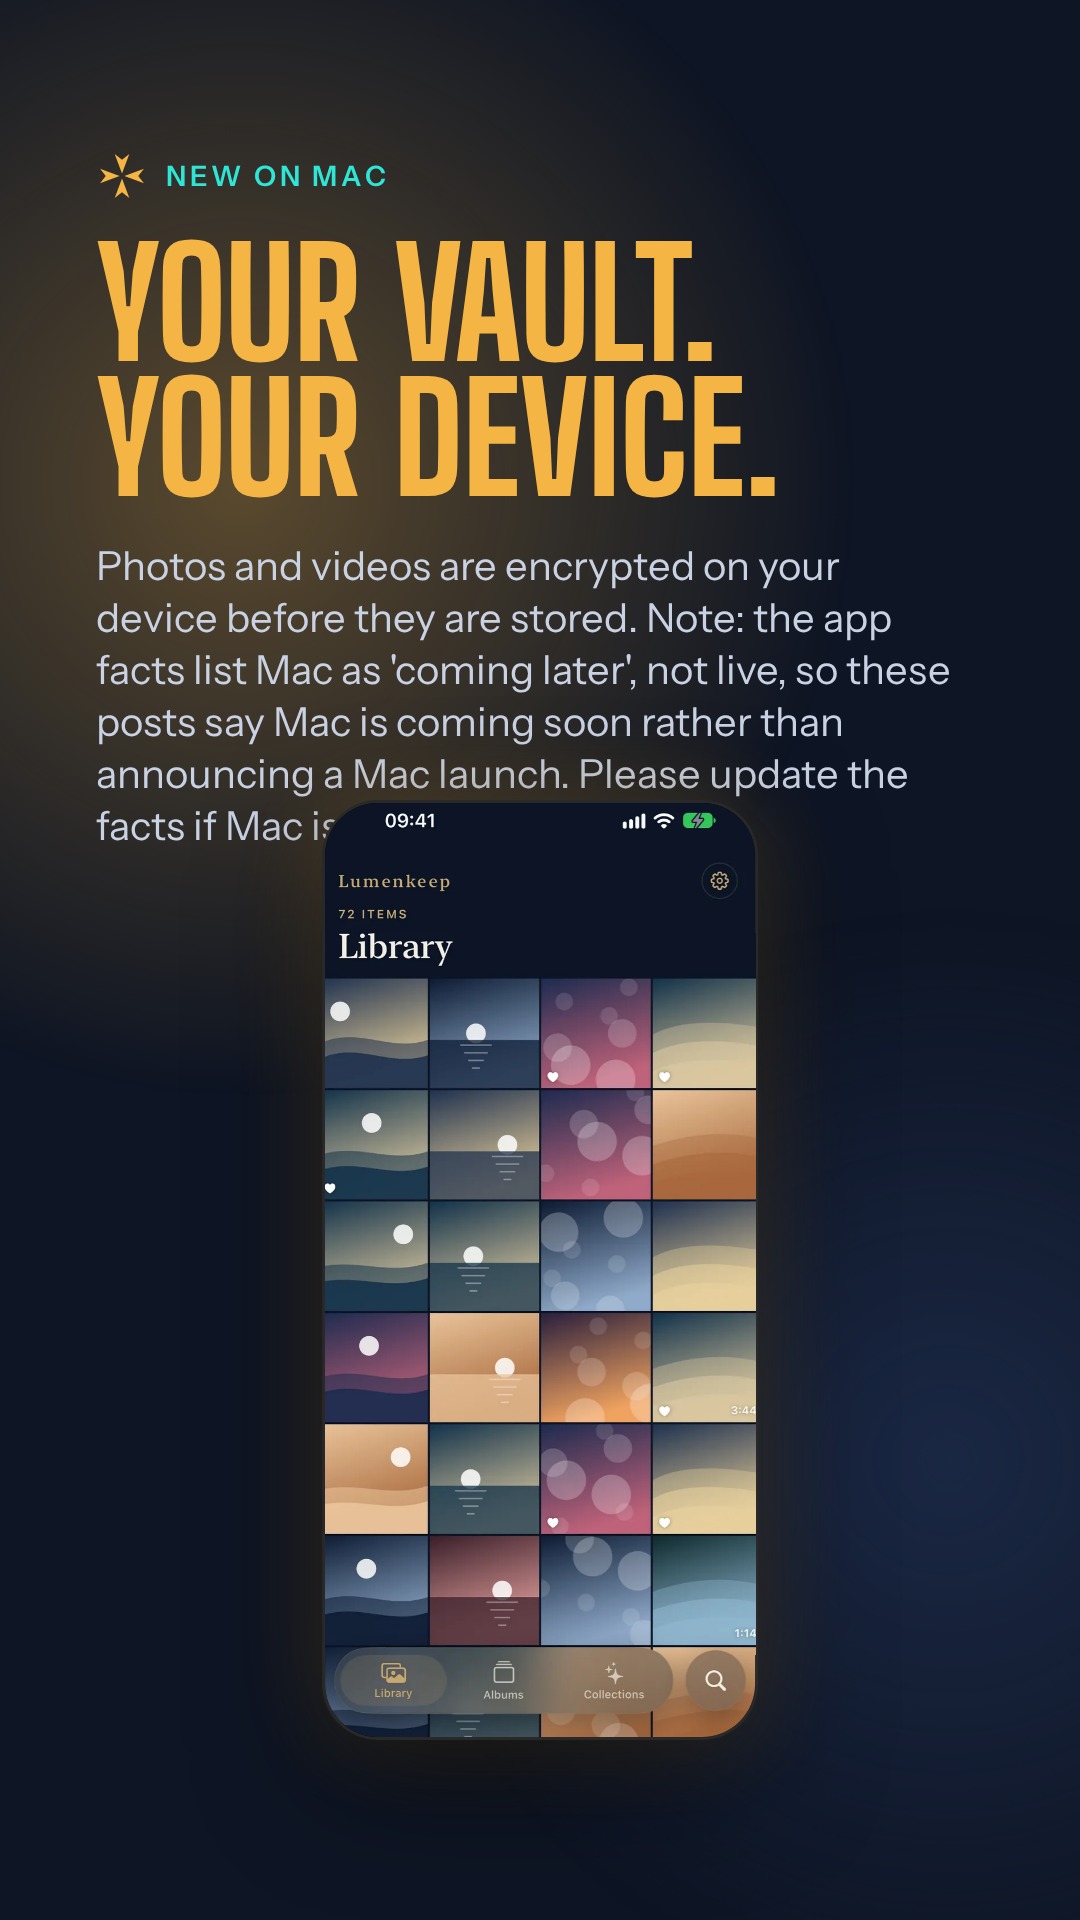 NEW ON MAC
YOUR VAULT.
YOUR DEVICE.
Photos and videos are encrypted on your
device before they are stored. Note: the app
facts list Mac as 'coming later', not live, so these
posts say Mac is coming soon rather than
announcing a Mac launch. Please update the
facts if Mac is
09:41
Lumenkeep
72 ITEMS
Library
3:44
1:14
Library
Albums
Collections